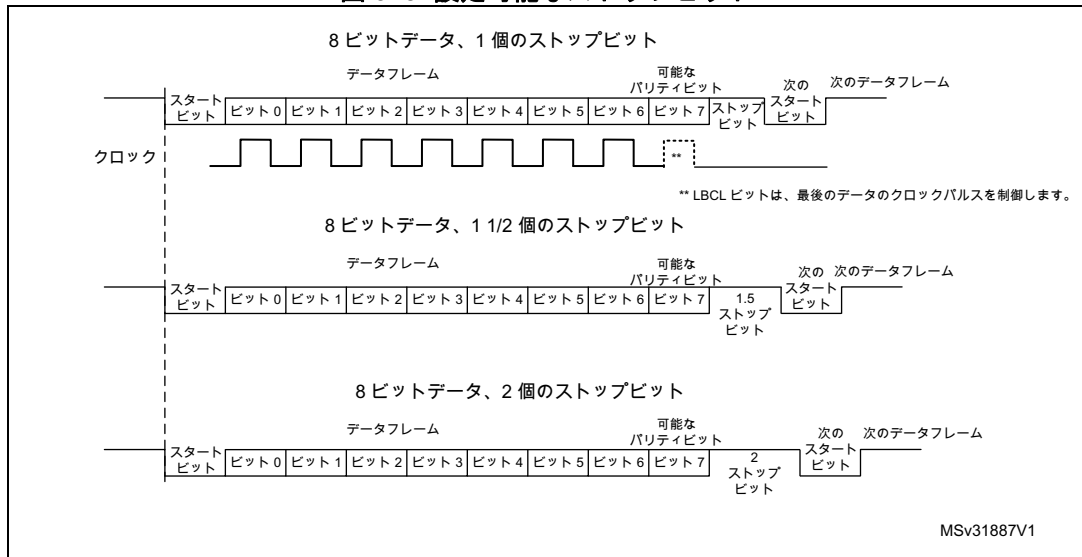 8 ビットデータ、1 個のストップビット
データフレーム
可能な
パリティビット
次の
スタート
ビット
次のデータフレーム
スタート
ビット
ビット 0
ビット 1
ビット 2
ビット 3
ビット 4
ビット 5
ビット 6
ビット 7
ストップ
ビット
クロック
**
** LBCL ビットは、最後のデータのクロックパルスを制御します。
8 ビットデータ、1 1/2 個のストップビット
データフレーム
可能な
パリティビット
次の
スタート
ビット
次のデータフレーム
スタート
ビット
ビット 0
ビット 1
ビット 2
ビット 3
ビット 4
ビット 5
ビット 6
ビット 7
1.5
ストップ
ビット
8 ビットデータ、2 個のストップビット
データフレーム
可能な
パリティビット
次の
スタート
ビット
次のデータフレーム
スタート
ビット
ビット 0
ビット 1
ビット 2
ビット 3
ビット 4
ビット 5
ビット 6
ビット 7
2
ストップ
ビット
MSv31887V1